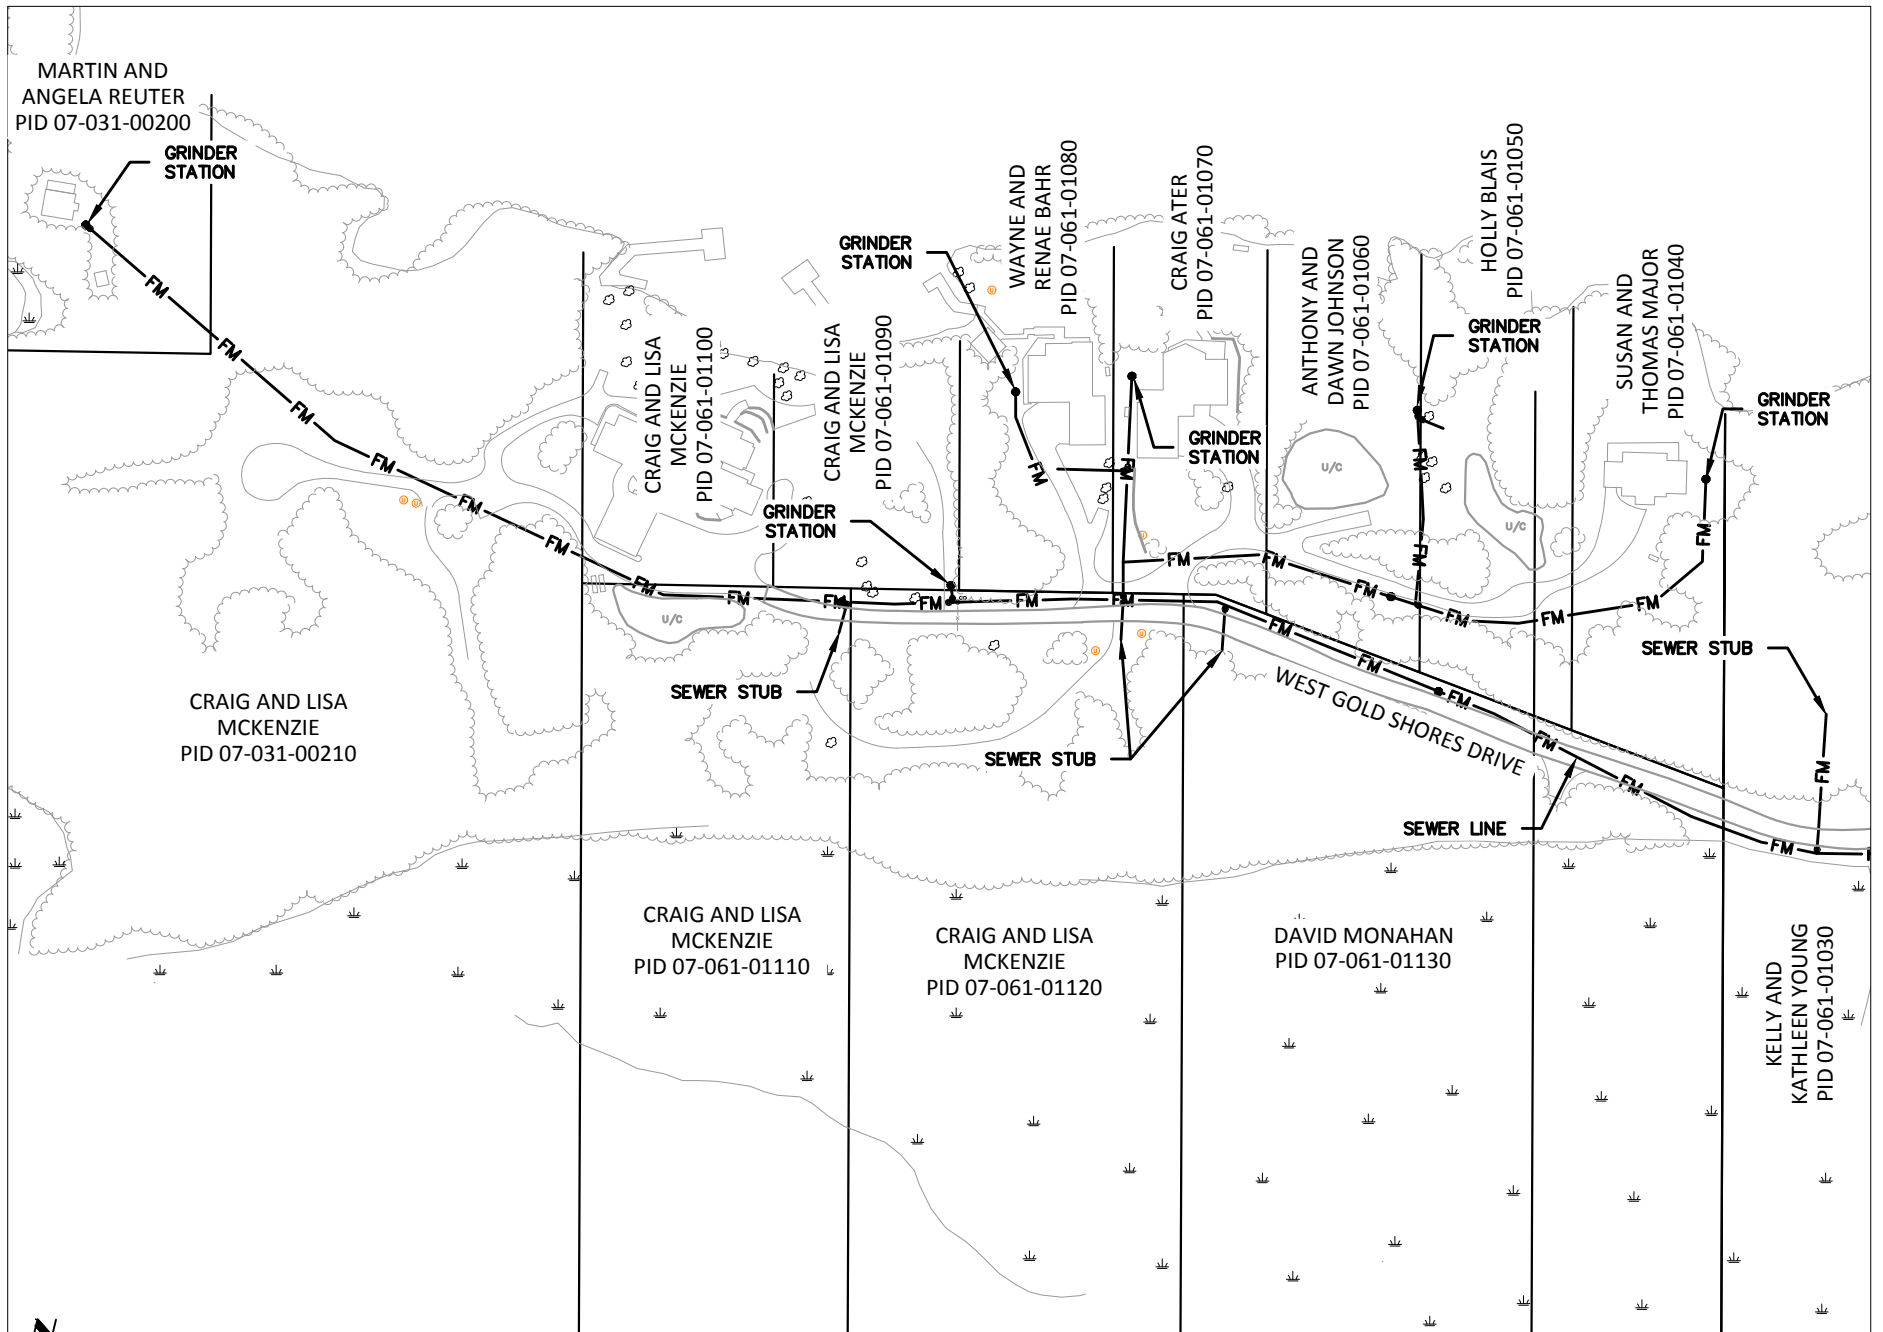 MARTIN AND
ANGELA REUTER
PID 07-031-00200
GRINDER
STATION
FM
FM
FM
FM
FM
FM
FM
CRAIG AND LISA
MCKENZIE
PID 07-031-00210
CRAIG AND LISA
MCKENZIE
PID 07-061-01100
CRAIG AND LISA
MCKENZIE
PID 07-061-01090
GRINDER
STATION
U/C
FM
FM
FM
FM
FM
SEWER STUB
GRINDER
STATION
WAYNE AND
RENAE BAHR
PID 07-061-01080
FM
CRAIG ATER
PID 07-061-01070
GRINDER
STATION
FM
SEWER STUB
ANTHONY AND
DAWN JOHNSON
PID 07-061-01060
U/C
FM
FM
FM
FM
FM
FM
HOLLY BLAIS
PID 07-061-01050
GRINDER
STATION
U/C
FM
FM
SUSAN AND
THOMAS MAJOR
PID 07-061-01040
GRINDER
STATION
FM
FM
FM
FM
FM
FM
WEST GOLD SHORES DRIVE
SEWER LINE
SEWER STUB
FM
FM
CRAIG AND LISA
MCKENZIE
PID 07-061-01110
CRAIG AND LISA
MCKENZIE
PID 07-061-01120
DAVID MONAHAN
PID 07-061-01130
KELLY AND
KATHLEEN YOUNG
PID 07-061-01030